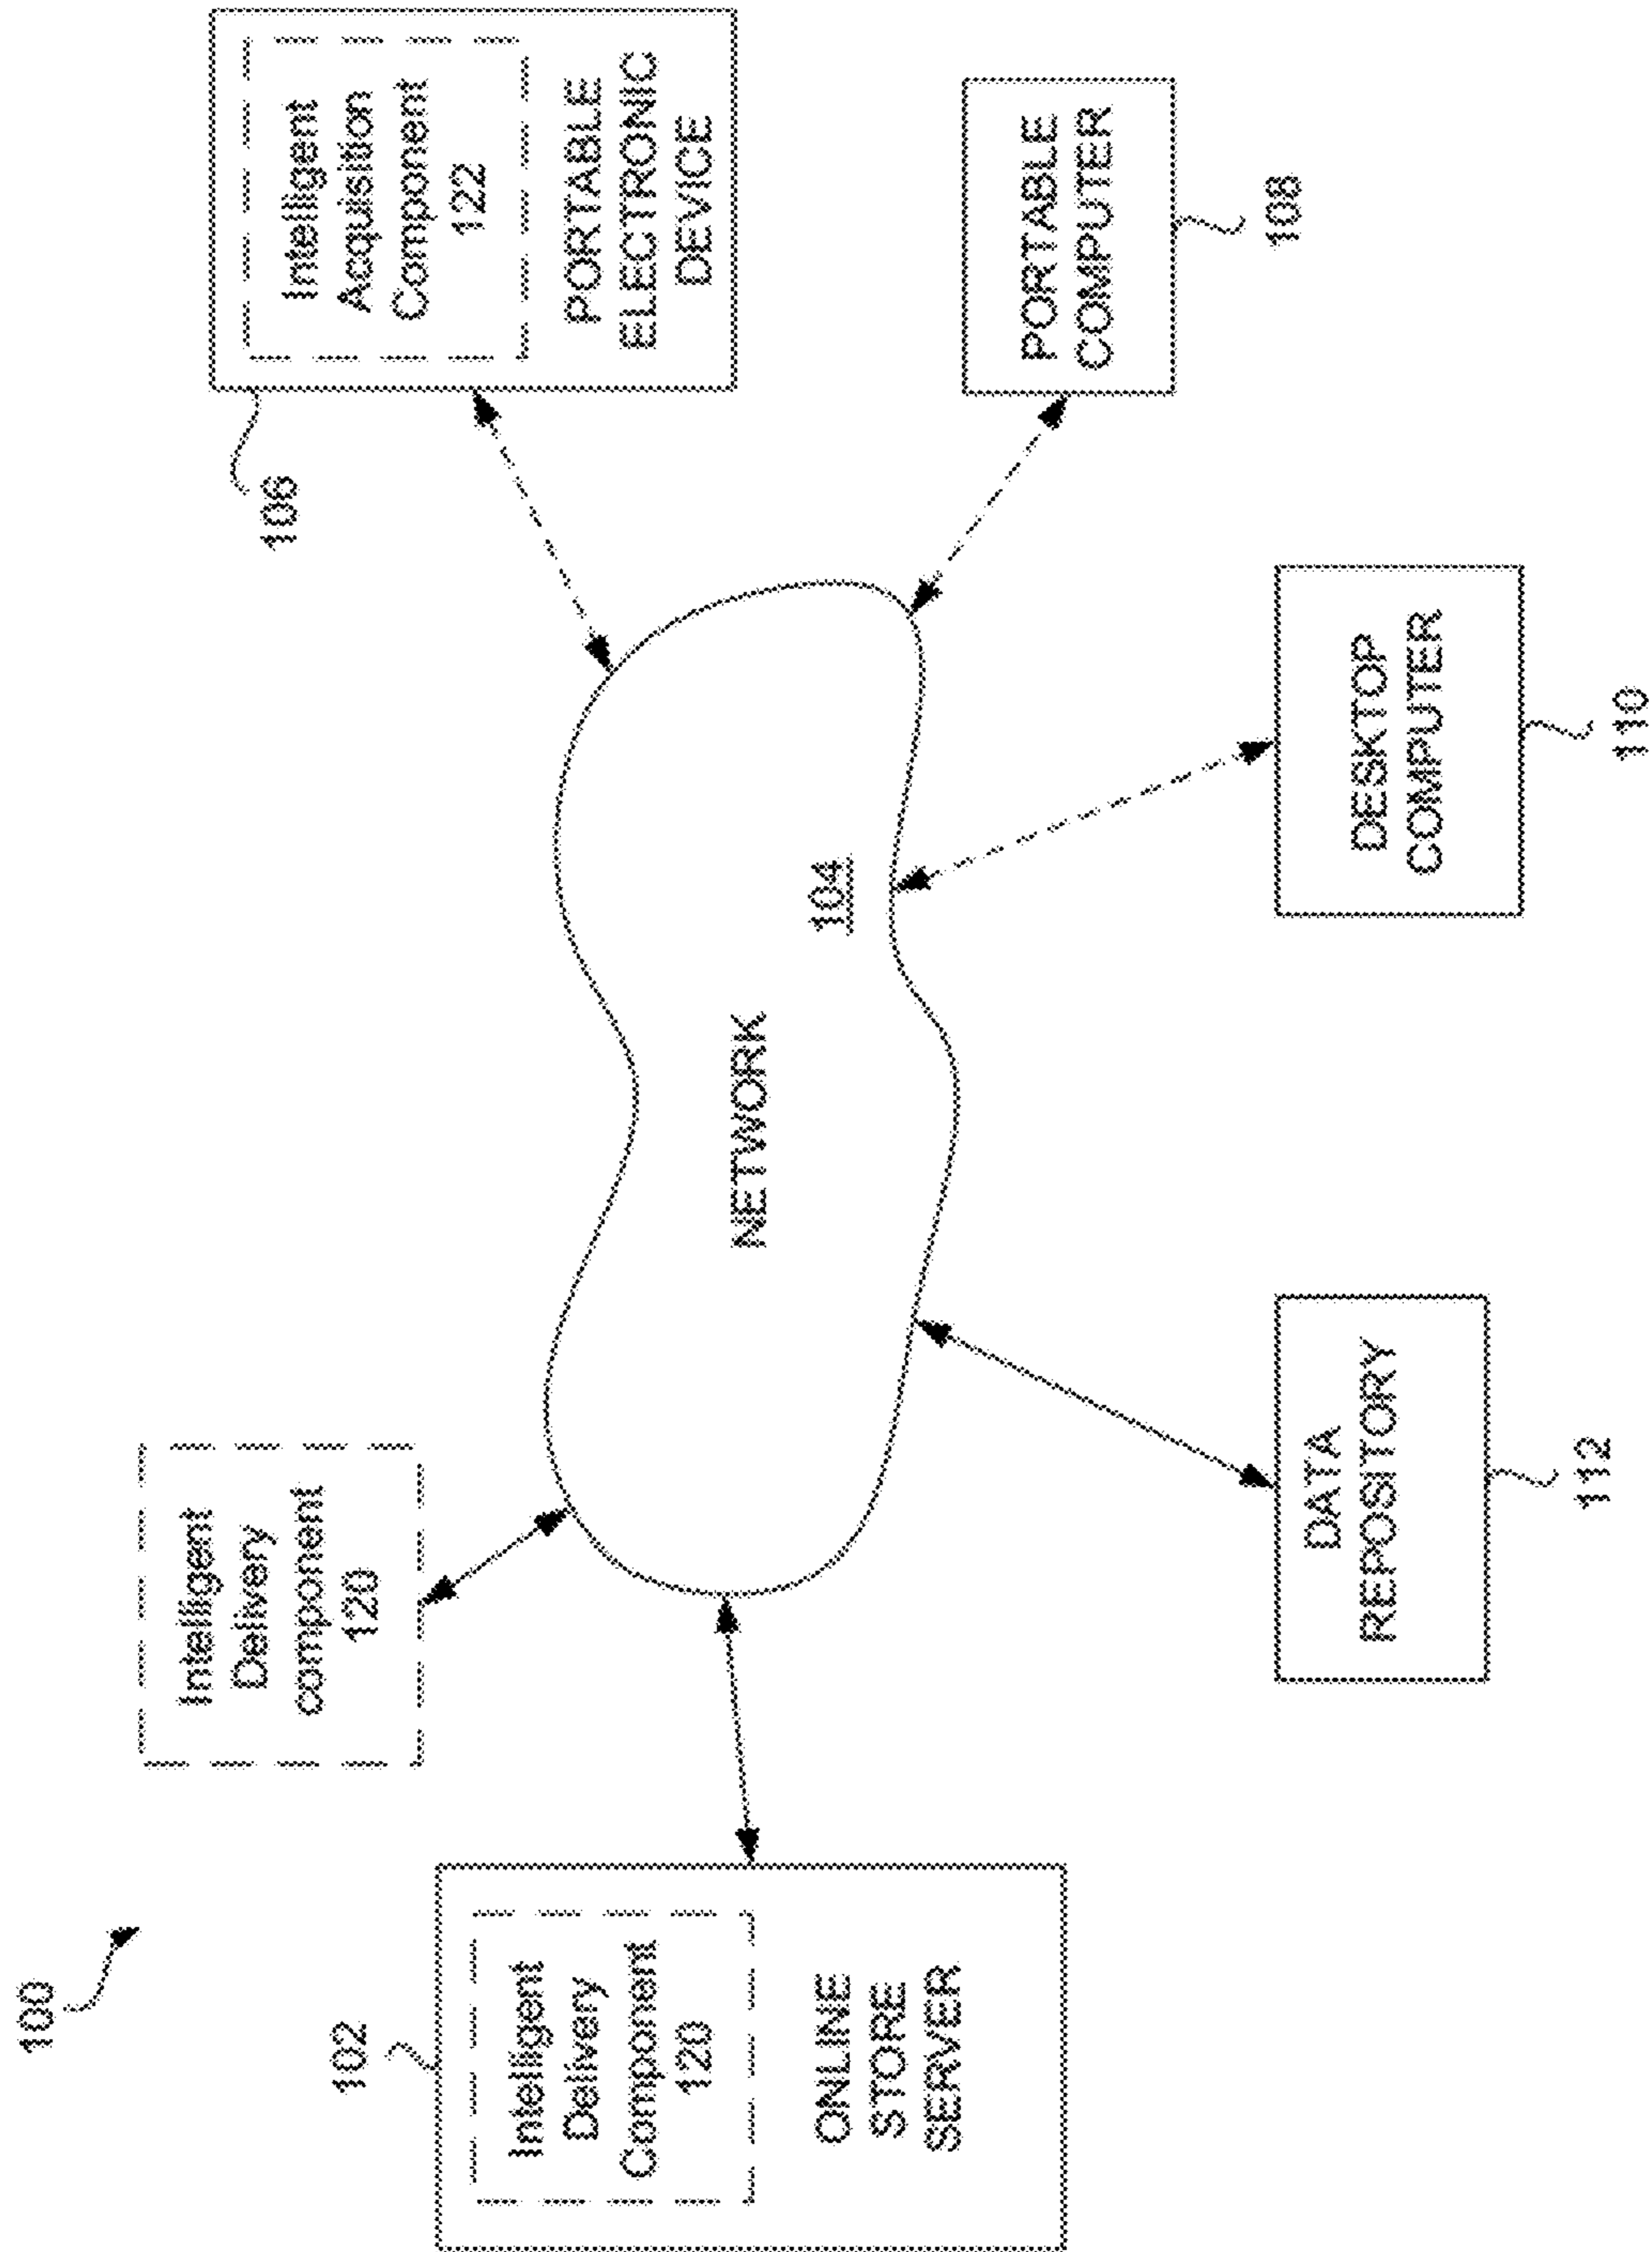 100
102
Intelligent
Delivery
Component
120
ONLINE
STORE
SERVER
Intelligent
Delivery
component
120
NETWORK
104
106
Intelligent
Acquisition
Component
122
PORTABLE
ELECTRONIC
DEVICE
PORTABLE
COMPUTER
108
DESKTOP
COMPUTER
110
DATA
REPOSITORY
112